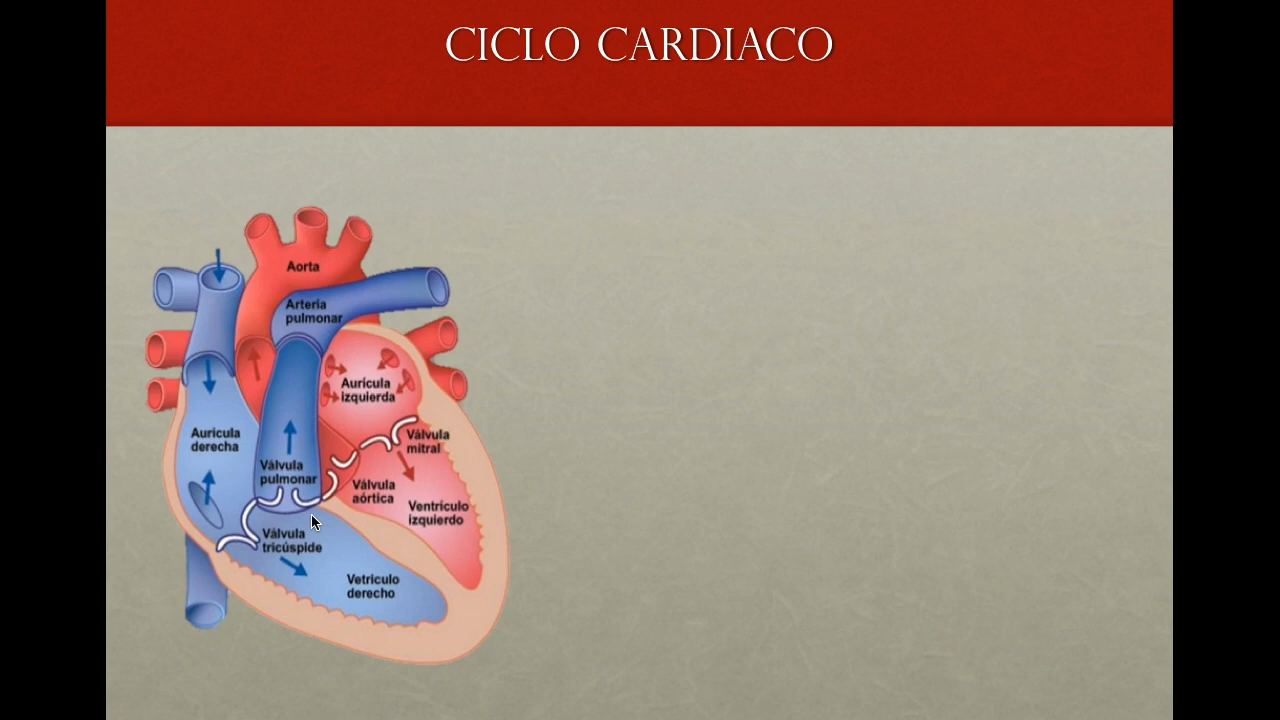 CICLO CARDIACO
Aorta
Arteria
pulmonar
Aurícula
izquierda
Aurícula
derecha
Válvula
mitral
Válvula
pulmonar
Válvula
aórtica
Ventrículo
izquierdo
Válvula
tricúspide
Vetriculo
derecho